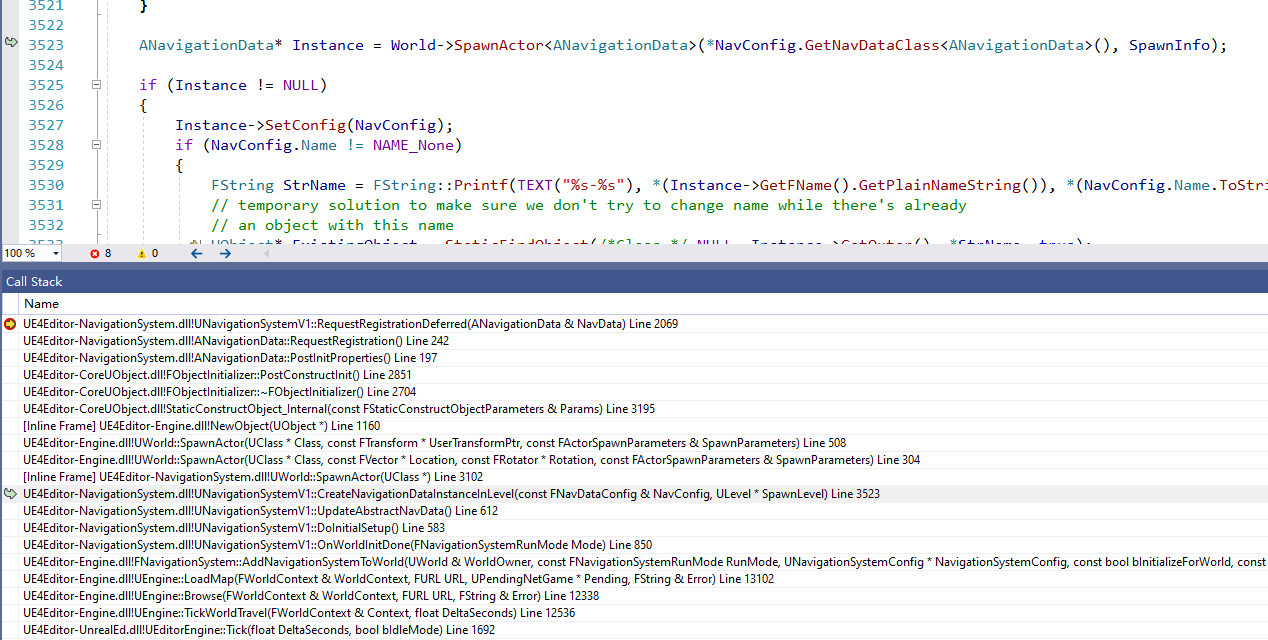 3521 }
3522
3523 ANavigationData* Instance = World->SpawnActor<ANavigationData>(*NavConfig.GetNavDataClass<ANavigationData>(), SpawnInfo);
3524
3525 if (Instance != NULL)
3526 {
3527 Instance->SetConfig(NavConfig);
3528 if (NavConfig.Name != NAME_None)
3529 {
3530 FString StrName = FString::Printf(TEXT("%s-%s"), *(Instance->GetFName().GetPlainNameString()), *(NavConfig.Name.ToStri
3531 // temporary solution to make sure we don't try to change name while there's already
3532 // an object with this name
100 % 8 0
Call Stack
Name
UE4Editor-NavigationSystem.dll!UNavigationSystemV1::RequestRegistrationDeferred(ANavigationData & NavData) Line 2069
UE4Editor-NavigationSystem.dll!ANavigationData::RequestRegistration() Line 242
UE4Editor-NavigationSystem.dll!ANavigationData::PostInitProperties() Line 197
UE4Editor-CoreUObject.dll!FObjectInitializer::PostConstructInit() Line 2851
UE4Editor-CoreUObject.dll!FObjectInitializer::~FObjectInitializer() Line 2704
UE4Editor-CoreUObject.dll!StaticConstructObject_Internal(const FStaticConstructObjectParameters & Params) Line 3195
[Inline Frame] UE4Editor-Engine.dll!NewObject(UObject *) Line 1160
UE4Editor-Engine.dll!UWorld::SpawnActor(UClass * Class, const FTransform * UserTransformPtr, const FActorSpawnParameters & SpawnParameters) Line 508
UE4Editor-Engine.dll!UWorld::SpawnActor(UClass * Class, const FVector * Location, const FRotator * Rotation, const FActorSpawnParameters & SpawnParameters) Line 304
[Inline Frame] UE4Editor-NavigationSystem.dll!UWorld::SpawnActor(UClass *) Line 3102
UE4Editor-NavigationSystem.dll!UNavigationSystemV1::CreateNavigationDataInstanceInLevel(const FNavDataConfig & NavConfig, ULevel * SpawnLevel) Line 3523
UE4Editor-NavigationSystem.dll!UNavigationSystemV1::UpdateAbstractNavData() Line 612
UE4Editor-NavigationSystem.dll!UNavigationSystemV1::DoInitialSetup() Line 583
UE4Editor-NavigationSystem.dll!UNavigationSystemV1::OnWorldInitDone(FNavigationSystemRunMode Mode) Line 850
UE4Editor-Engine.dll!FNavigationSystem::AddNavigationSystemToWorld(UWorld & WorldOwner, const FNavigationSystemRunMode RunMode, UNavigationSystemConfig * NavigationSystemConfig, const bool bInitializeForWorld, const
UE4Editor-Engine.dll!UEngine::LoadMap(FWorldContext & WorldContext, FURL URL, UPendingNetGame * Pending, FString & Error) Line 13102
UE4Editor-Engine.dll!UEngine::Browse(FWorldContext & WorldContext, FURL URL, FString & Error) Line 12338
UE4Editor-Engine.dll!UEngine::TickWorldTravel(FWorldContext & Context, float DeltaSeconds) Line 12536
UE4Editor-UnrealEd.dll!UEditorEngine::Tick(float DeltaSeconds, bool bIdleMode) Line 1692